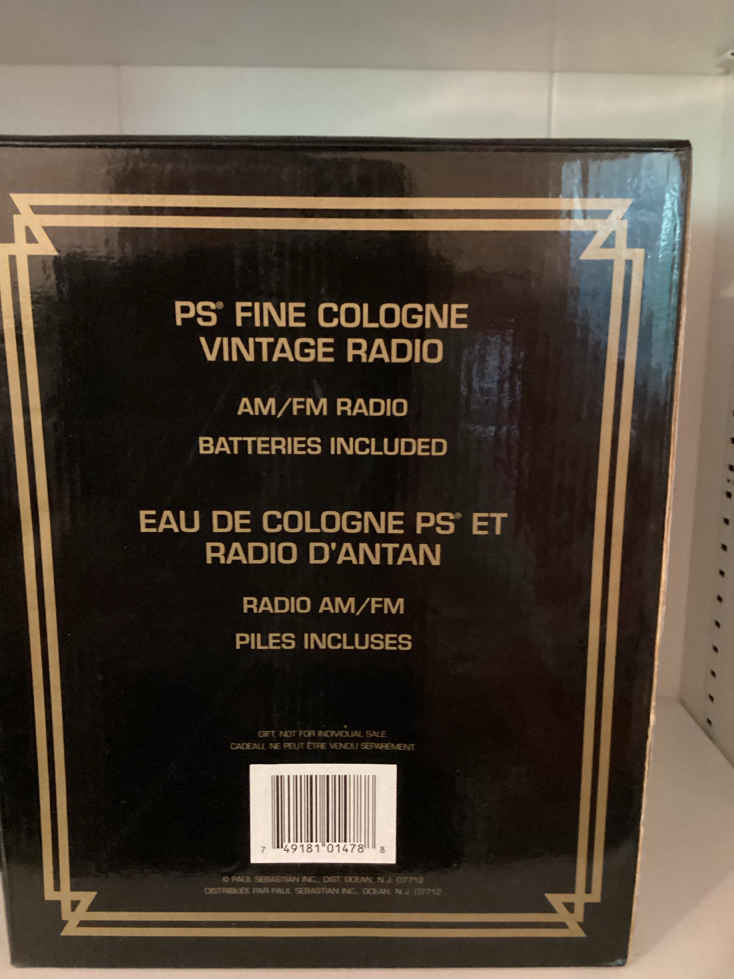 PS® FINE COLOGNE
VINTAGE RADIO
AM/FM RADIO
BATTERIES INCLUDED
EAU DE COLOGNE PS® ET
RADIO D'ANTAN
RADIO AM/FM
PILES INCLUSES
GIFT, NOT FOR INDIVIDUAL SALE
CADEAU, NE PEUT ÊTRE VENDU SEPAREMENT
7 49181 01478 8
© PAUL SEBASTIAN INC., DIST. OCEAN, N.J. 07712
DISTRIBUÉE PAR PAUL SEBASTIAN INC., OCEAN, N.J. 07712